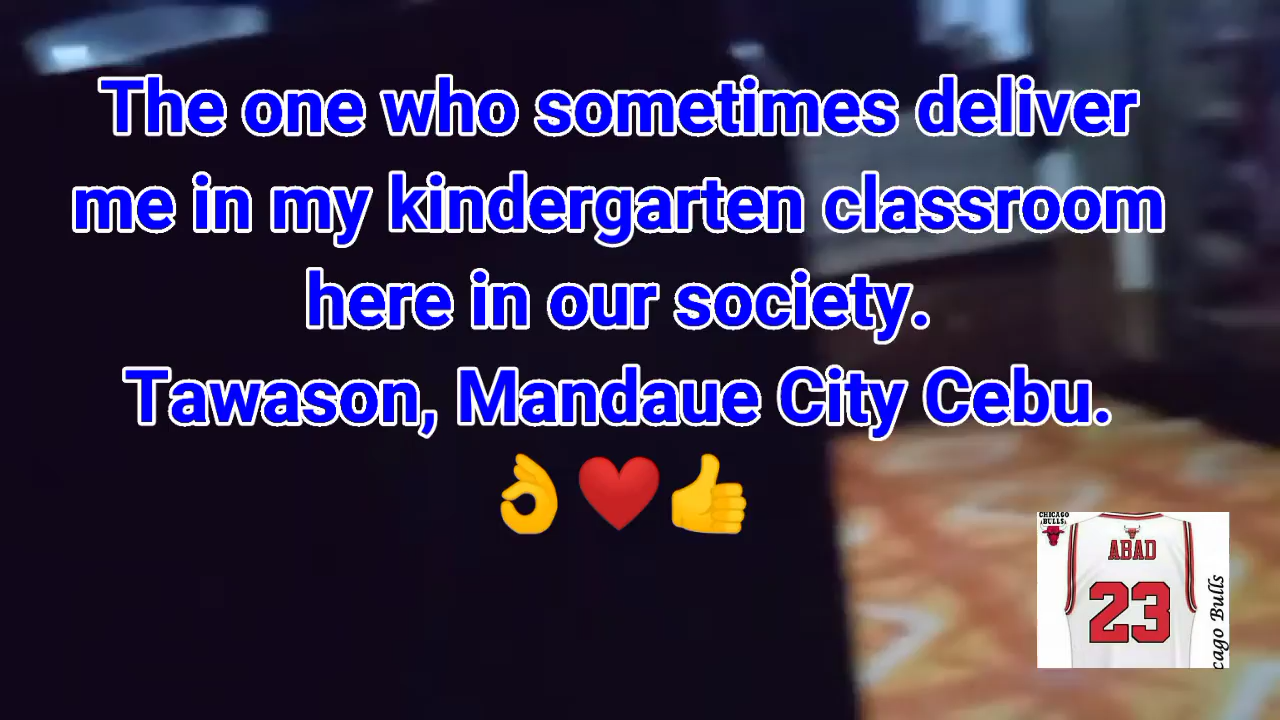 The one who sometimes deliver
me in my kindergarten classroom
here in our society.
Tawason, Mandaue City Cebu.
👌❤️👍
CHICAGO
BULLS
ABAD
23
cago Bulls